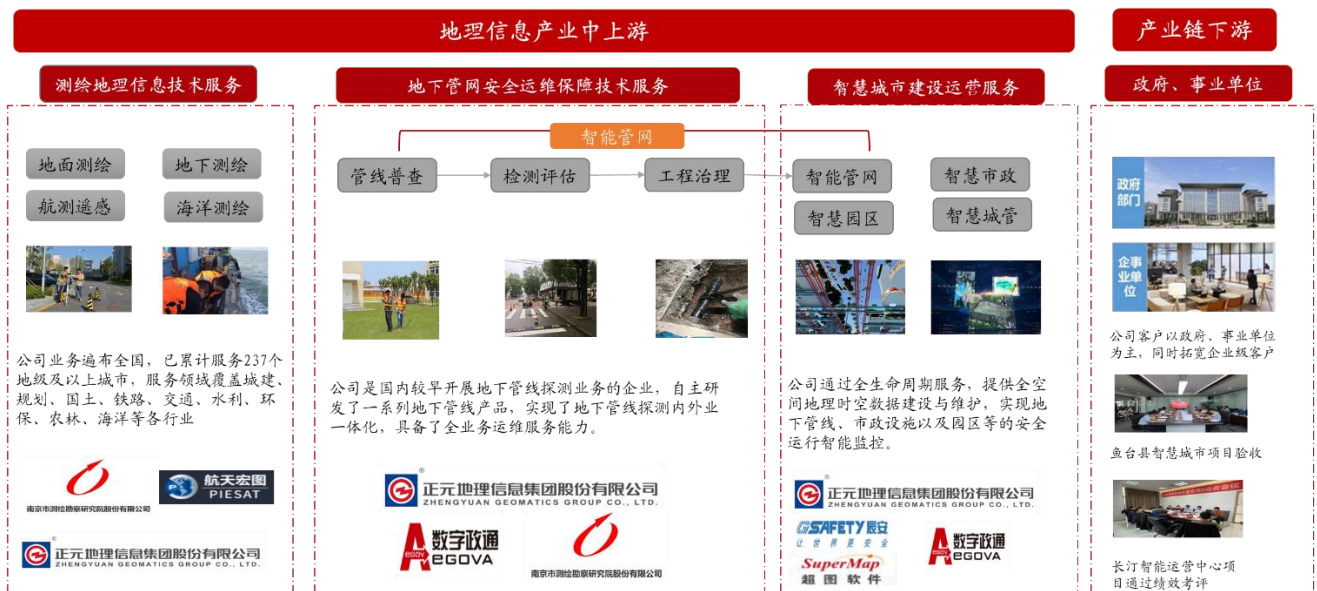 地理信息产业中上游
产业链下游
测绘地理信息技术服务
地下管网安全运维保障技术服务
智慧城市建设运营服务
政府、事业单位
地面测绘
地下测绘
航测遥感
海洋测绘
公司业务遍布全国，已累计服务237个
地级及以上城市，服务领域覆盖城建、
规划、国土、铁路、交通、水利、环
保、农林、海洋等各行业
南京市测绘勘察研究院股份有限公司
航天宏图
PIESAT
正元地理信息集团股份有限公司
ZHENGYUAN GEOMATICS GROUP CO., LTD.
智能管网
管线普查
检测评估
工程治理
公司是国内较早开展地下管线探测业务的企业，自主研
发了一系列地下管线产品，实现了地下管线探测内外业
一体化，具备了全业务运维服务能力。
®
正元地理信息集团股份有限公司
ZHENGYUAN GEOMATICS GROUP CO., LTD.
数字政通
EGOVA
南京市测绘勘察研究院股份有限公司
智能管网
智慧市政
智慧园区
智慧城管
公司通过全生命周期服务，提供全空
间地理时空数据建设与维护，实现地
下管线、市政设施以及园区等的安全
运行智能监控。
正元地理信息集团股份有限公司
ZHENGYUAN GEOMATICS GROUP CO., LTD.
GSAFETY 辰安
让世界更安全
SuperMap
超图软件
数字政通
EGOVA
政府
部门
企事
业单
位
公司客户以政府、事业单位
为主，同时拓宽企业级客户
鱼台县智慧城市项目验收
长汀智能运营中心项
目通过绩效考评